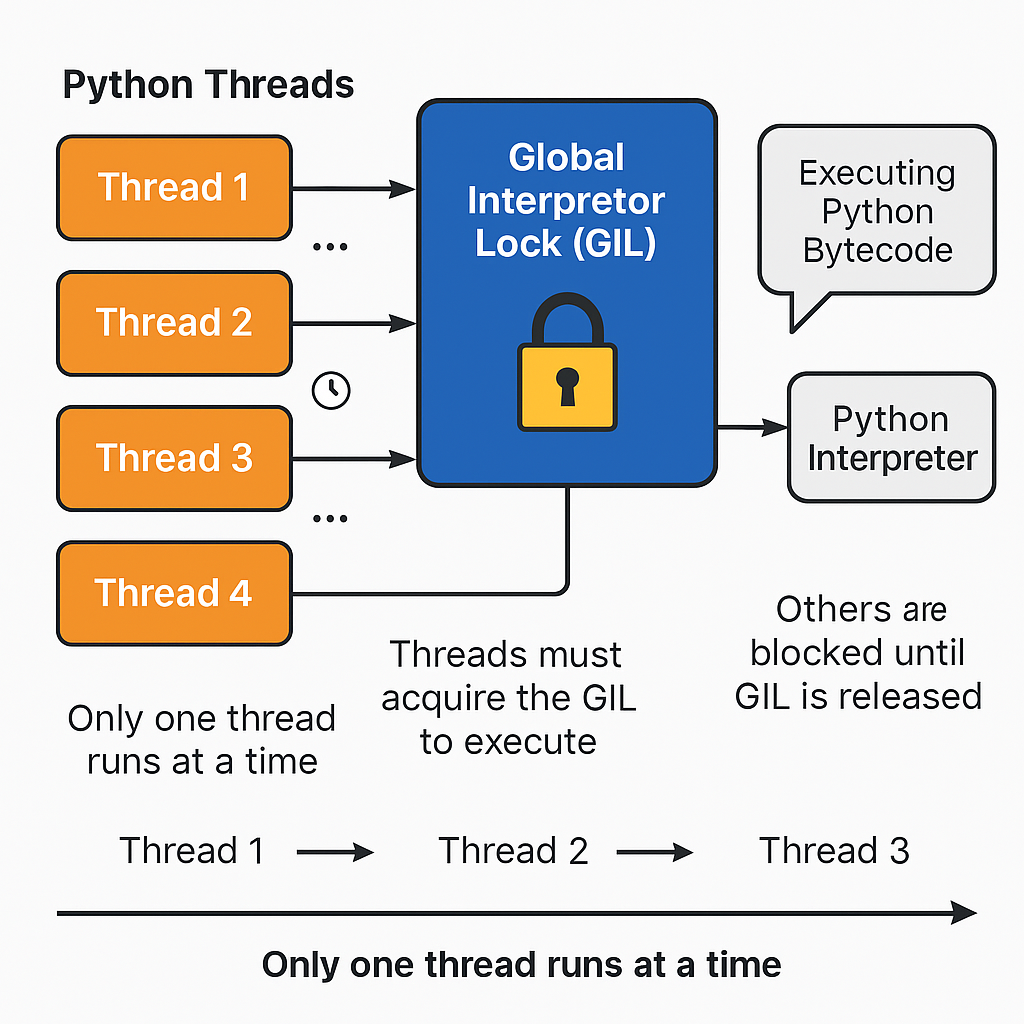 Python Threads
Thread 1
Thread 2
Thread 3
Thread 4
Global
Interpretor
Lock (GIL)
Executing
Python
Bytecode
Python
Interpreter
Only one thread
runs at a time
Threads must
acquire the GIL
to execute
Others are
blocked until
GIL is released
Thread 1
Thread 2
Thread 3
Only one thread runs at a time